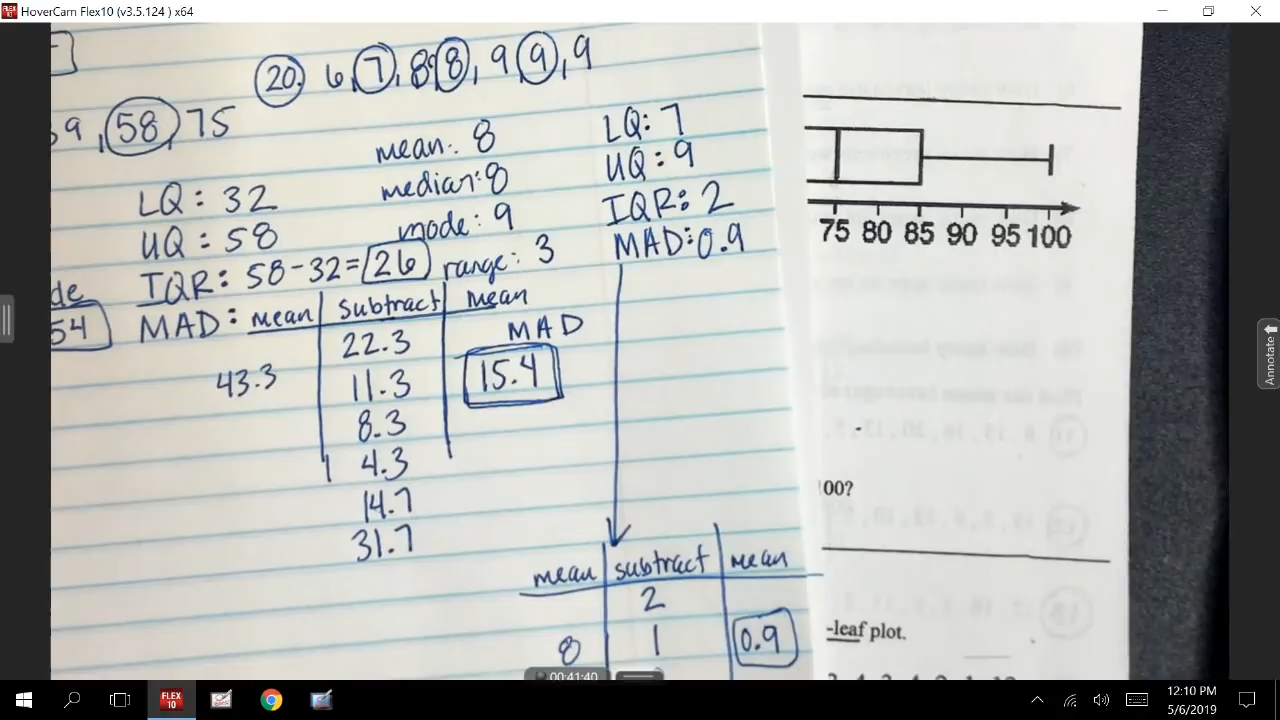 HoverCam Flex10 (v3.5.124) x64
20. 6, 7, 8, 8, 9, 9, 9
9, 58, 75
mean: 8
median: 8
mode: 9
range: 3
LQ: 7
UQ: 9
IQR: 2
MAD: 0.9
LQ: 32
UQ: 58
IQR: 58-32=26
de
54
MAD: mean subtract mean
MAD
43.3
22.3
11.3
8.3
4.3
14.7
31.7
15.4
mean subtract mean
2
8 1 0.9
75 80 85 90 95 100
00?
-leaf plot.
Annotate
00:41:40
FLEX
10
12:10 PM
5/6/2019